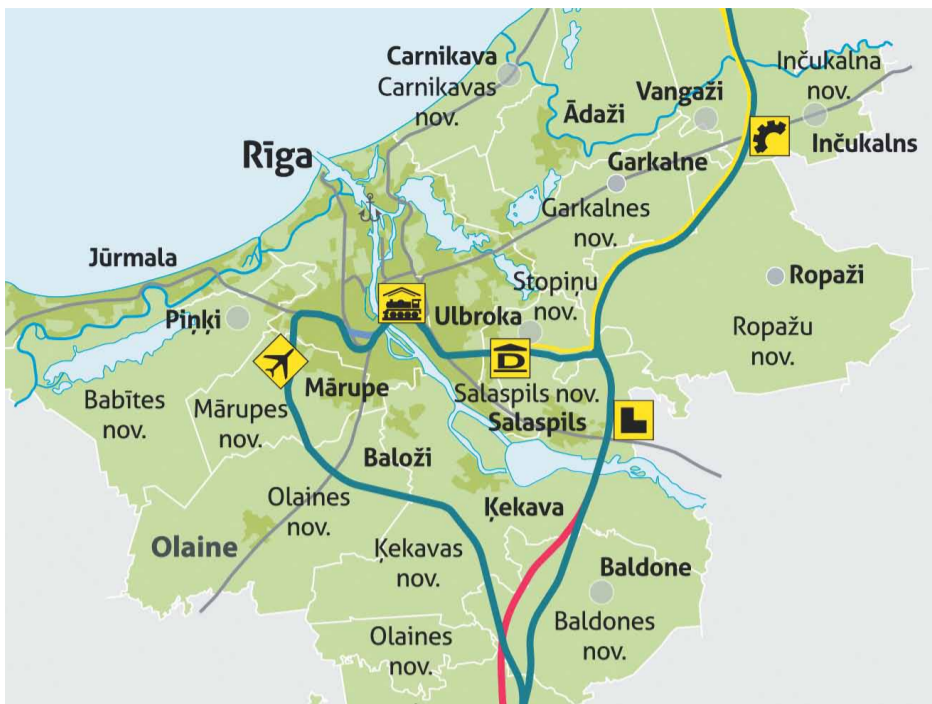 Carnikava
Carnikavas
nov.
Inčukalna
nov.
Vangaži
Ādaži
Inčukalns
Rīga
Garkalne
Garkalnes
nov.
Jūrmala
Stopiņu
nov.
Ropaži
Piņķi
Ulbroka
Ropažu
nov.
D
Mārupe
Salaspils nov.
Babītes
nov.
Mārupes
nov.
Salaspils
L
Baloži
Olaines
nov.
Ķekava
Olaine
Ķekavas
nov.
Baldone
Baldones
nov.
Olaines
nov.